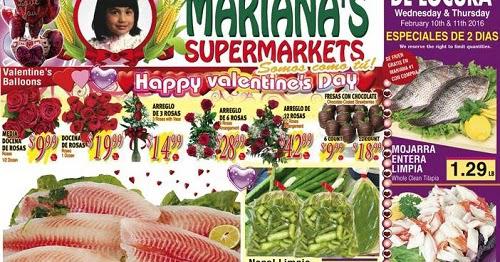 MARIANA'S
SUPERMARKETS
Somos como tú!
Happy Valentine's Day
Valentine's
Balloons
MEDIA
DOCENA DE
ROSAS
$9.99
DOCENA
DE
ROSAS
$19.99
ARREGLO
DE 3 ROSAS
$14.99
ARREGLO
DE 6 ROSAS
$28.99
ARREGLO DE
12 ROSAS
$42.99
FRESAS CON CHOCOLATE
Chocolate Covered Strawberries
6 COUNT
$9.99
12 COUNT
$18.99
Nopal Limpio
DE LOCURA
Wednesday & Thursday
February 10th & 11th 2016
ESPECIALES DE 2 DIAS
We reserve the right to limit quantities.
MOJARRA
ENTERA
LIMPIA
Whole Clean Tilapia
1.29 LB